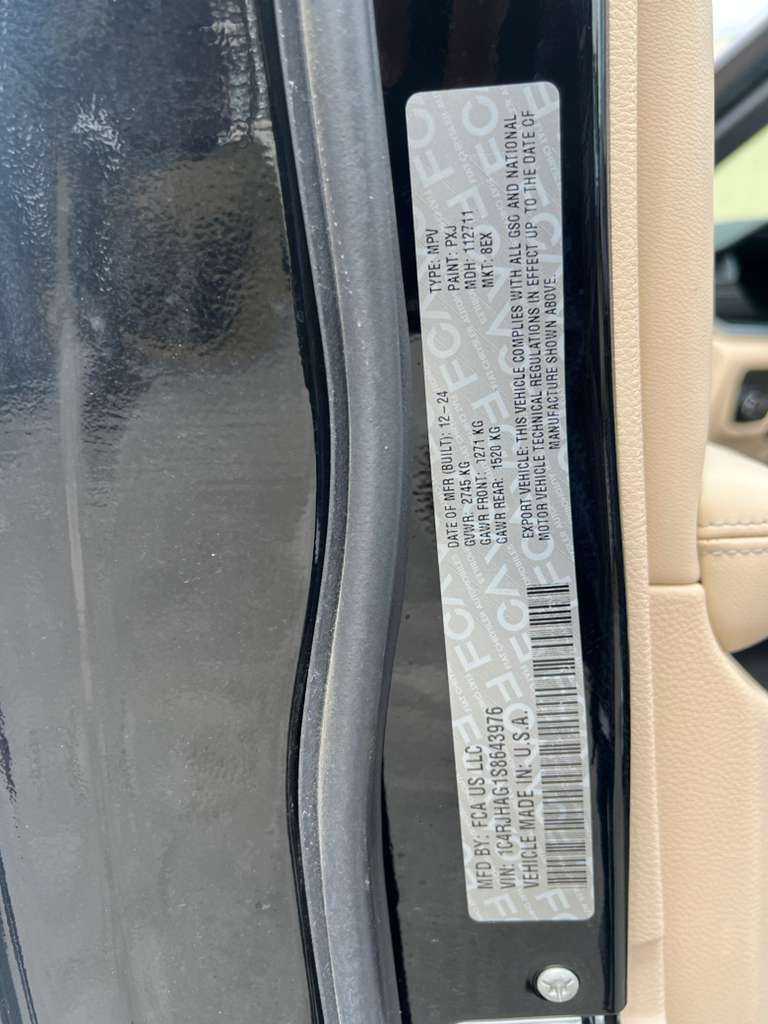 MFD BY: FCA US LLC
DATE OF MFR (BUILT): 12-24
TYPE: MPV
VIN: 1C4RJHAG1S8643976
GVWR: 2745 KG
PAINT: PXJ
VEHICLE MADE IN: U.S.A.
GAWR FRONT: 1271 KG
MDH: 112711
GAWR REAR: 1520 KG
MKT: 8EX
EXPORT VEHICLE: THIS VEHICLE COMPLIES WITH ALL GSO AND NATIONAL
MOTOR VEHICLE TECHNICAL REGULATIONS IN EFFECT UP TO THE DATE OF
MANUFACTURE SHOWN ABOVE.